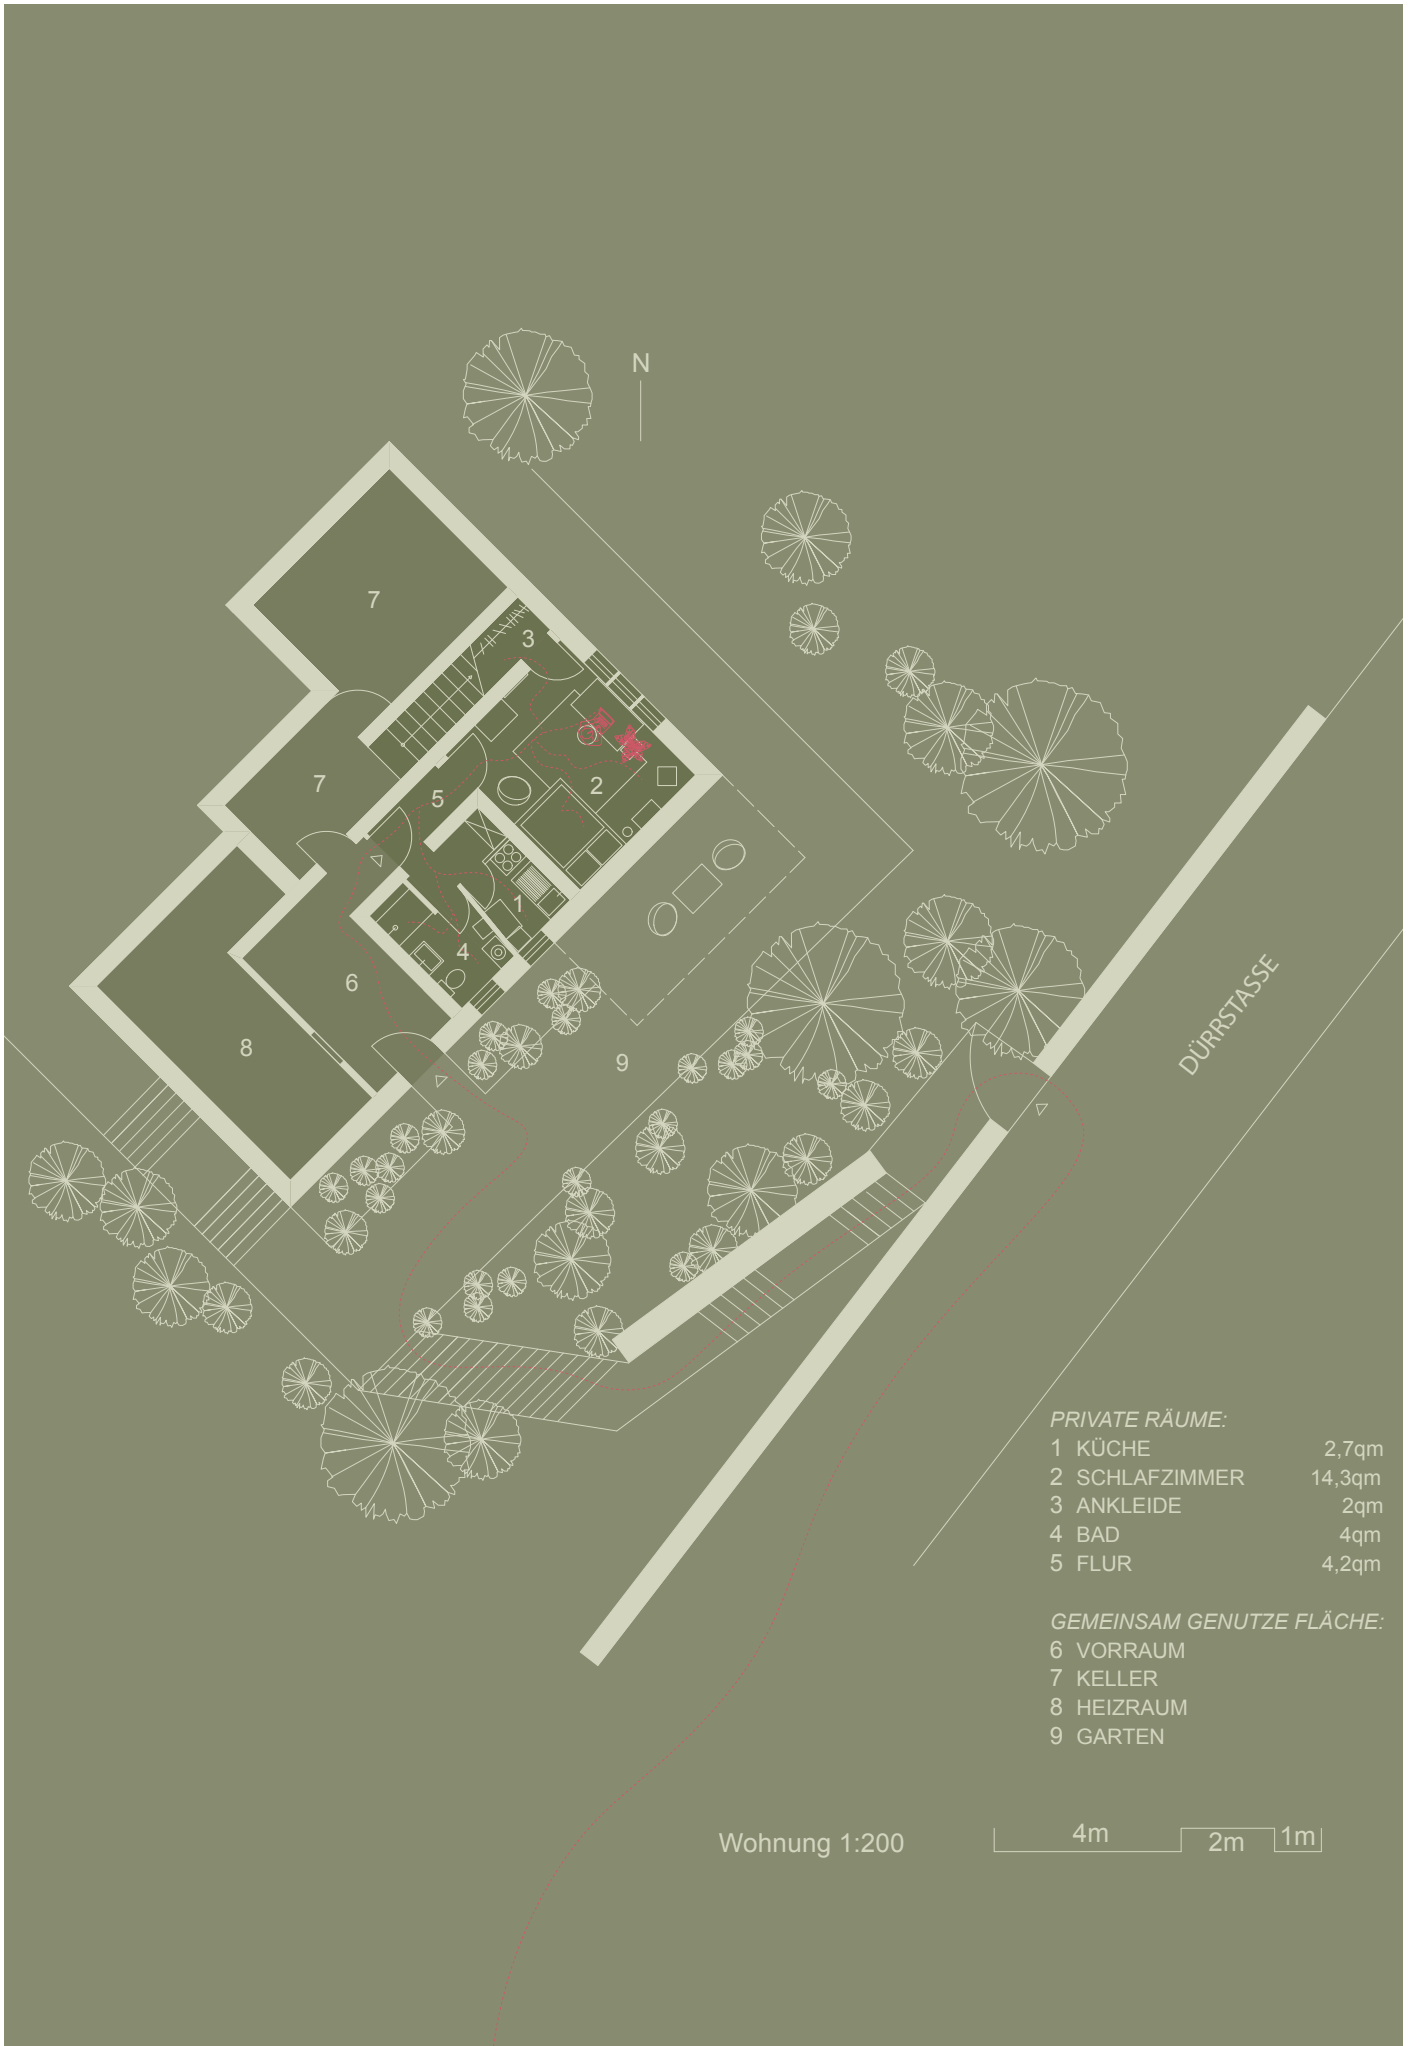 N
7
3
7
5
2
1
4
6
8
9
DÜRRSTASSE
PRIVATE RÄUME:
1 KÜCHE 2,7qm
2 SCHLAFZIMMER 14,3qm
3 ANKLEIDE 2qm
4 BAD 4qm
5 FLUR 4,2qm
GEMEINSAM GENUTZE FLÄCHE:
6 VORRAUM
7 KELLER
8 HEIZRAUM
9 GARTEN
Wohnung 1:200
4m 2m 1m